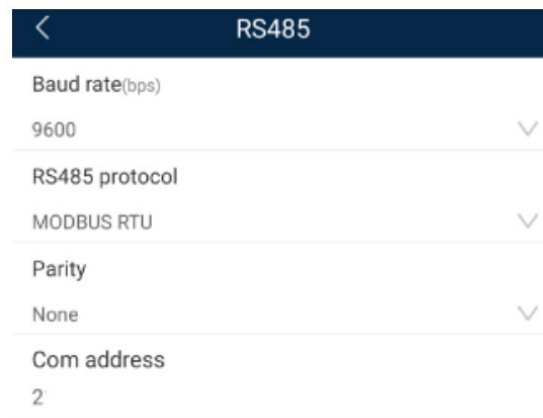 RS485
Baud rate(bps)
9600
RS485 protocol
MODBUS RTU
Parity
None
Com address
2